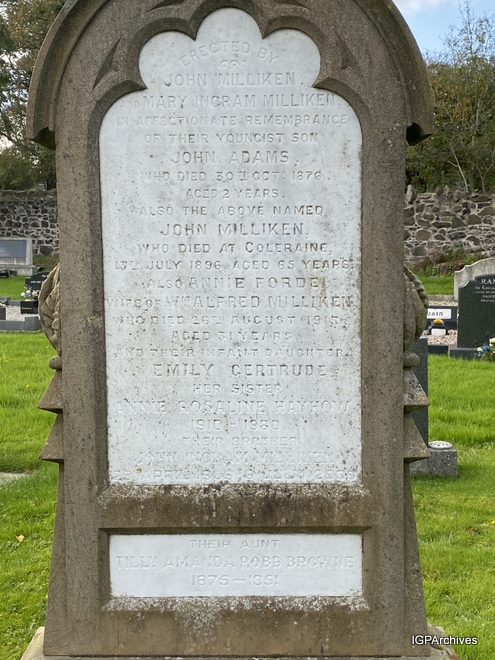 ERECTED BY
JOHN MILLIKEN.
AND MARY INGRAM MILLIKEN,
IN AFFECTIONATE REMEMBRANCE
OF THEIR YOUNGEST SON
JOHN ADAMS,
WHO DIED 30TH OCT. 1876,
AGED 2 YEARS.
ALSO THE ABOVE NAMED
JOHN MILLIKEN.
WHO DIED AT COLERAINE.
JULY 1896, AGED 65 YEARS.
ALSO ANNIE FORDE
WIFE OF WM ALFRED MILLIKEN
WHO DIED 26TH AUGUST 1915,
AGED YEARS.
AND THEIR INFANT DAUGHTER
EMILY GERTRUDE
HER SISTER
ANNIE ROSALINE HAYHOW
1910 - 1980
THEIR BROTHER
MILLIKEN
THEIR AUNT
TILLY AMANDA ROBB BROWNE
1875 — 1951
IGPArchives